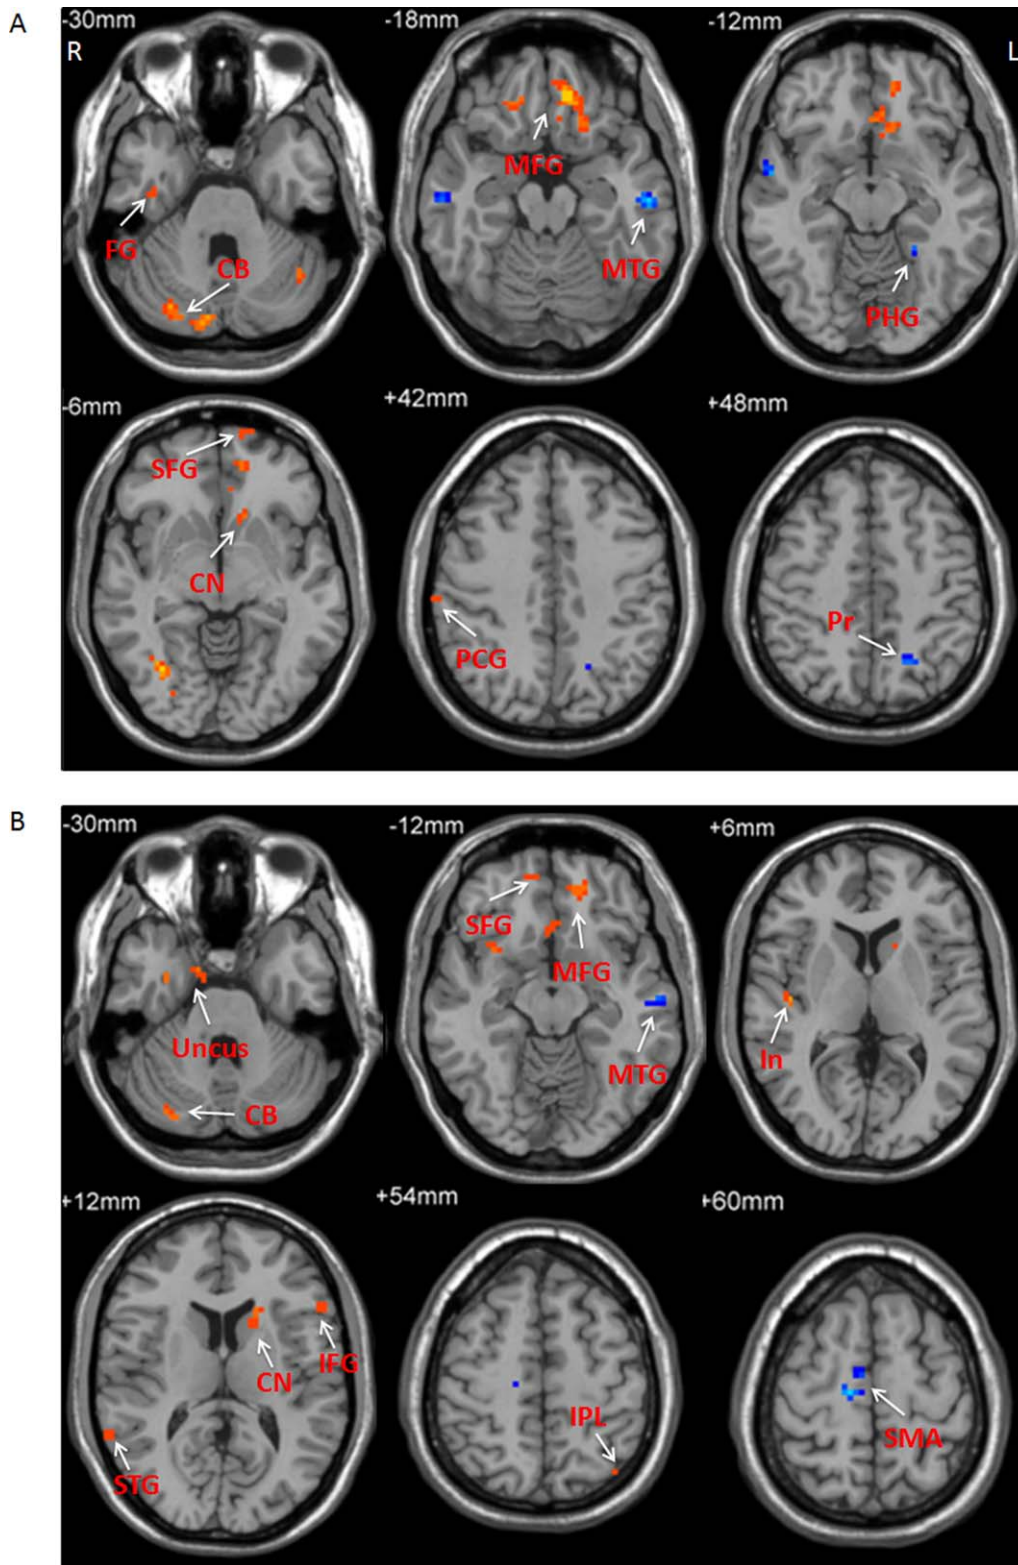 A
-30mm
-18mm
-12mm
R
L
MFG
FG
CB
MTG
PHG
-6mm
+42mm
+48mm
SFG
CN
PCG
Pr
B
-30mm
-12mm
+6mm
SFG
MFG
Uncus
In
MTG
CB
+12mm
+54mm
+60mm
IFG
CN
IPL
SMA
STG